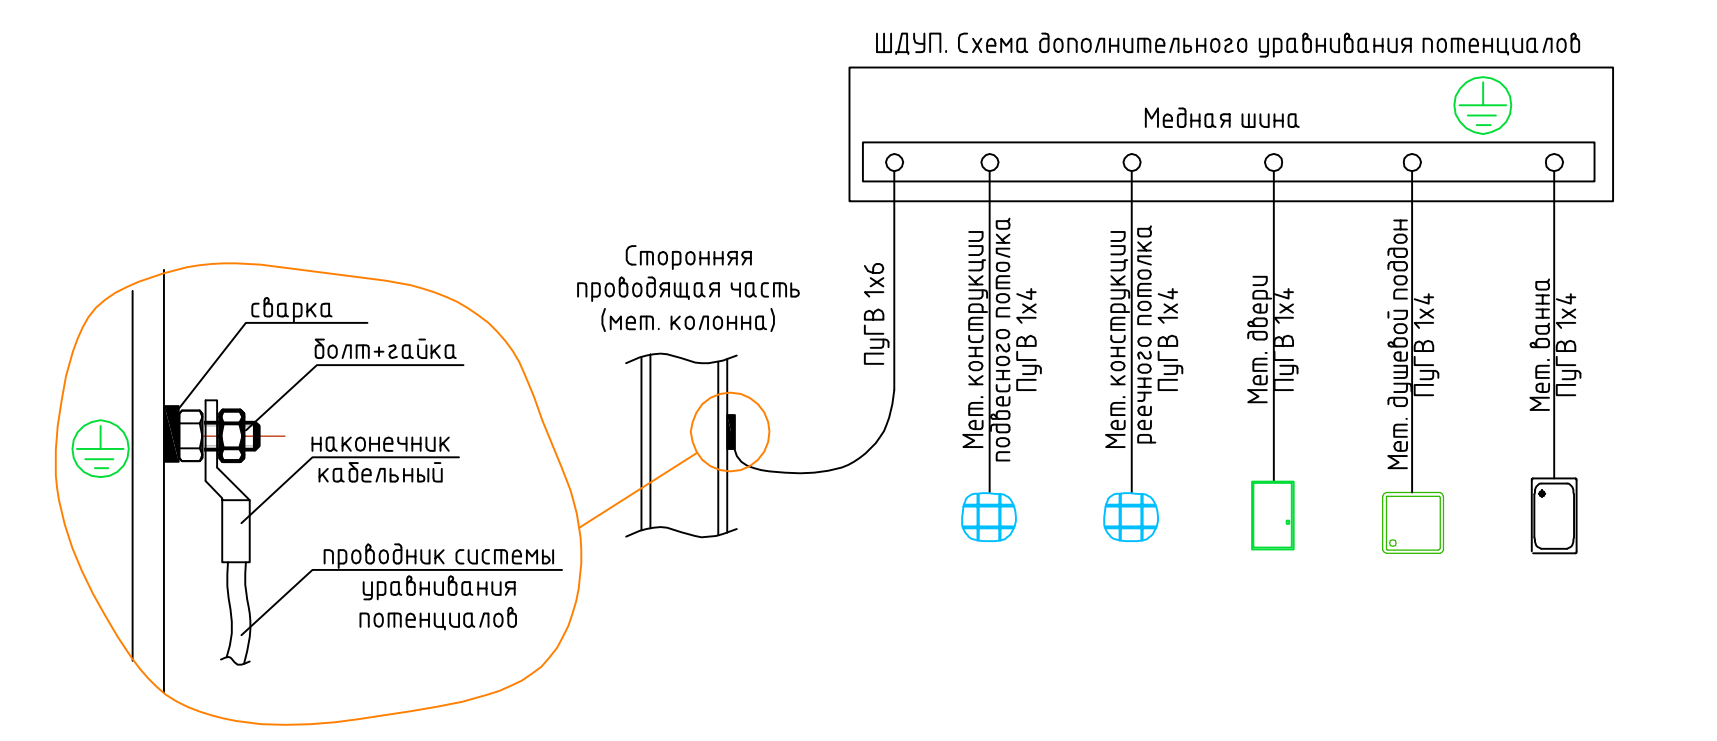 ШДУП. Схема дополнительного уравнивания потенциалов
Медная шина
Сторонняя
проводящая часть
(мет. колонна)
ПуГВ 1х6
Мет. конструкции
подвесного потолка
ПуГВ 1х4
Мет. конструкции
реечного потолка
ПуГВ 1х4
Мет. двери
ПуГВ 1х4
Мет. душевой поддон
ПуГВ 1х4
Мет. ванна
ПуГВ 1х4
сварка
болт+гайка
наконечник
кабельный
проводник системы
уравнивания
потенциалов